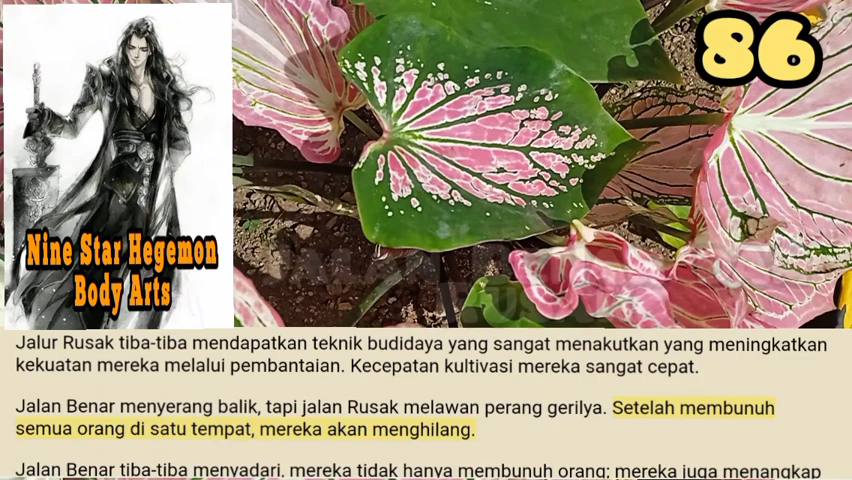 86
Nine Star Hegemon
Body Arts
Jalur Rusak tiba-tiba mendapatkan teknik budidaya yang sangat menakutkan yang meningkatkan
kekuatan mereka melalui pembantaian. Kecepatan kultivasi mereka sangat cepat.
Jalan Benar menyerang balik, tapi jalan Rusak melawan perang gerilya. Setelah membunuh
semua orang di satu tempat, mereka akan menghilang.
Jalan Benar tiba-tiba menyadari, mereka tidak hanya membunuh orang; mereka juga menangkap